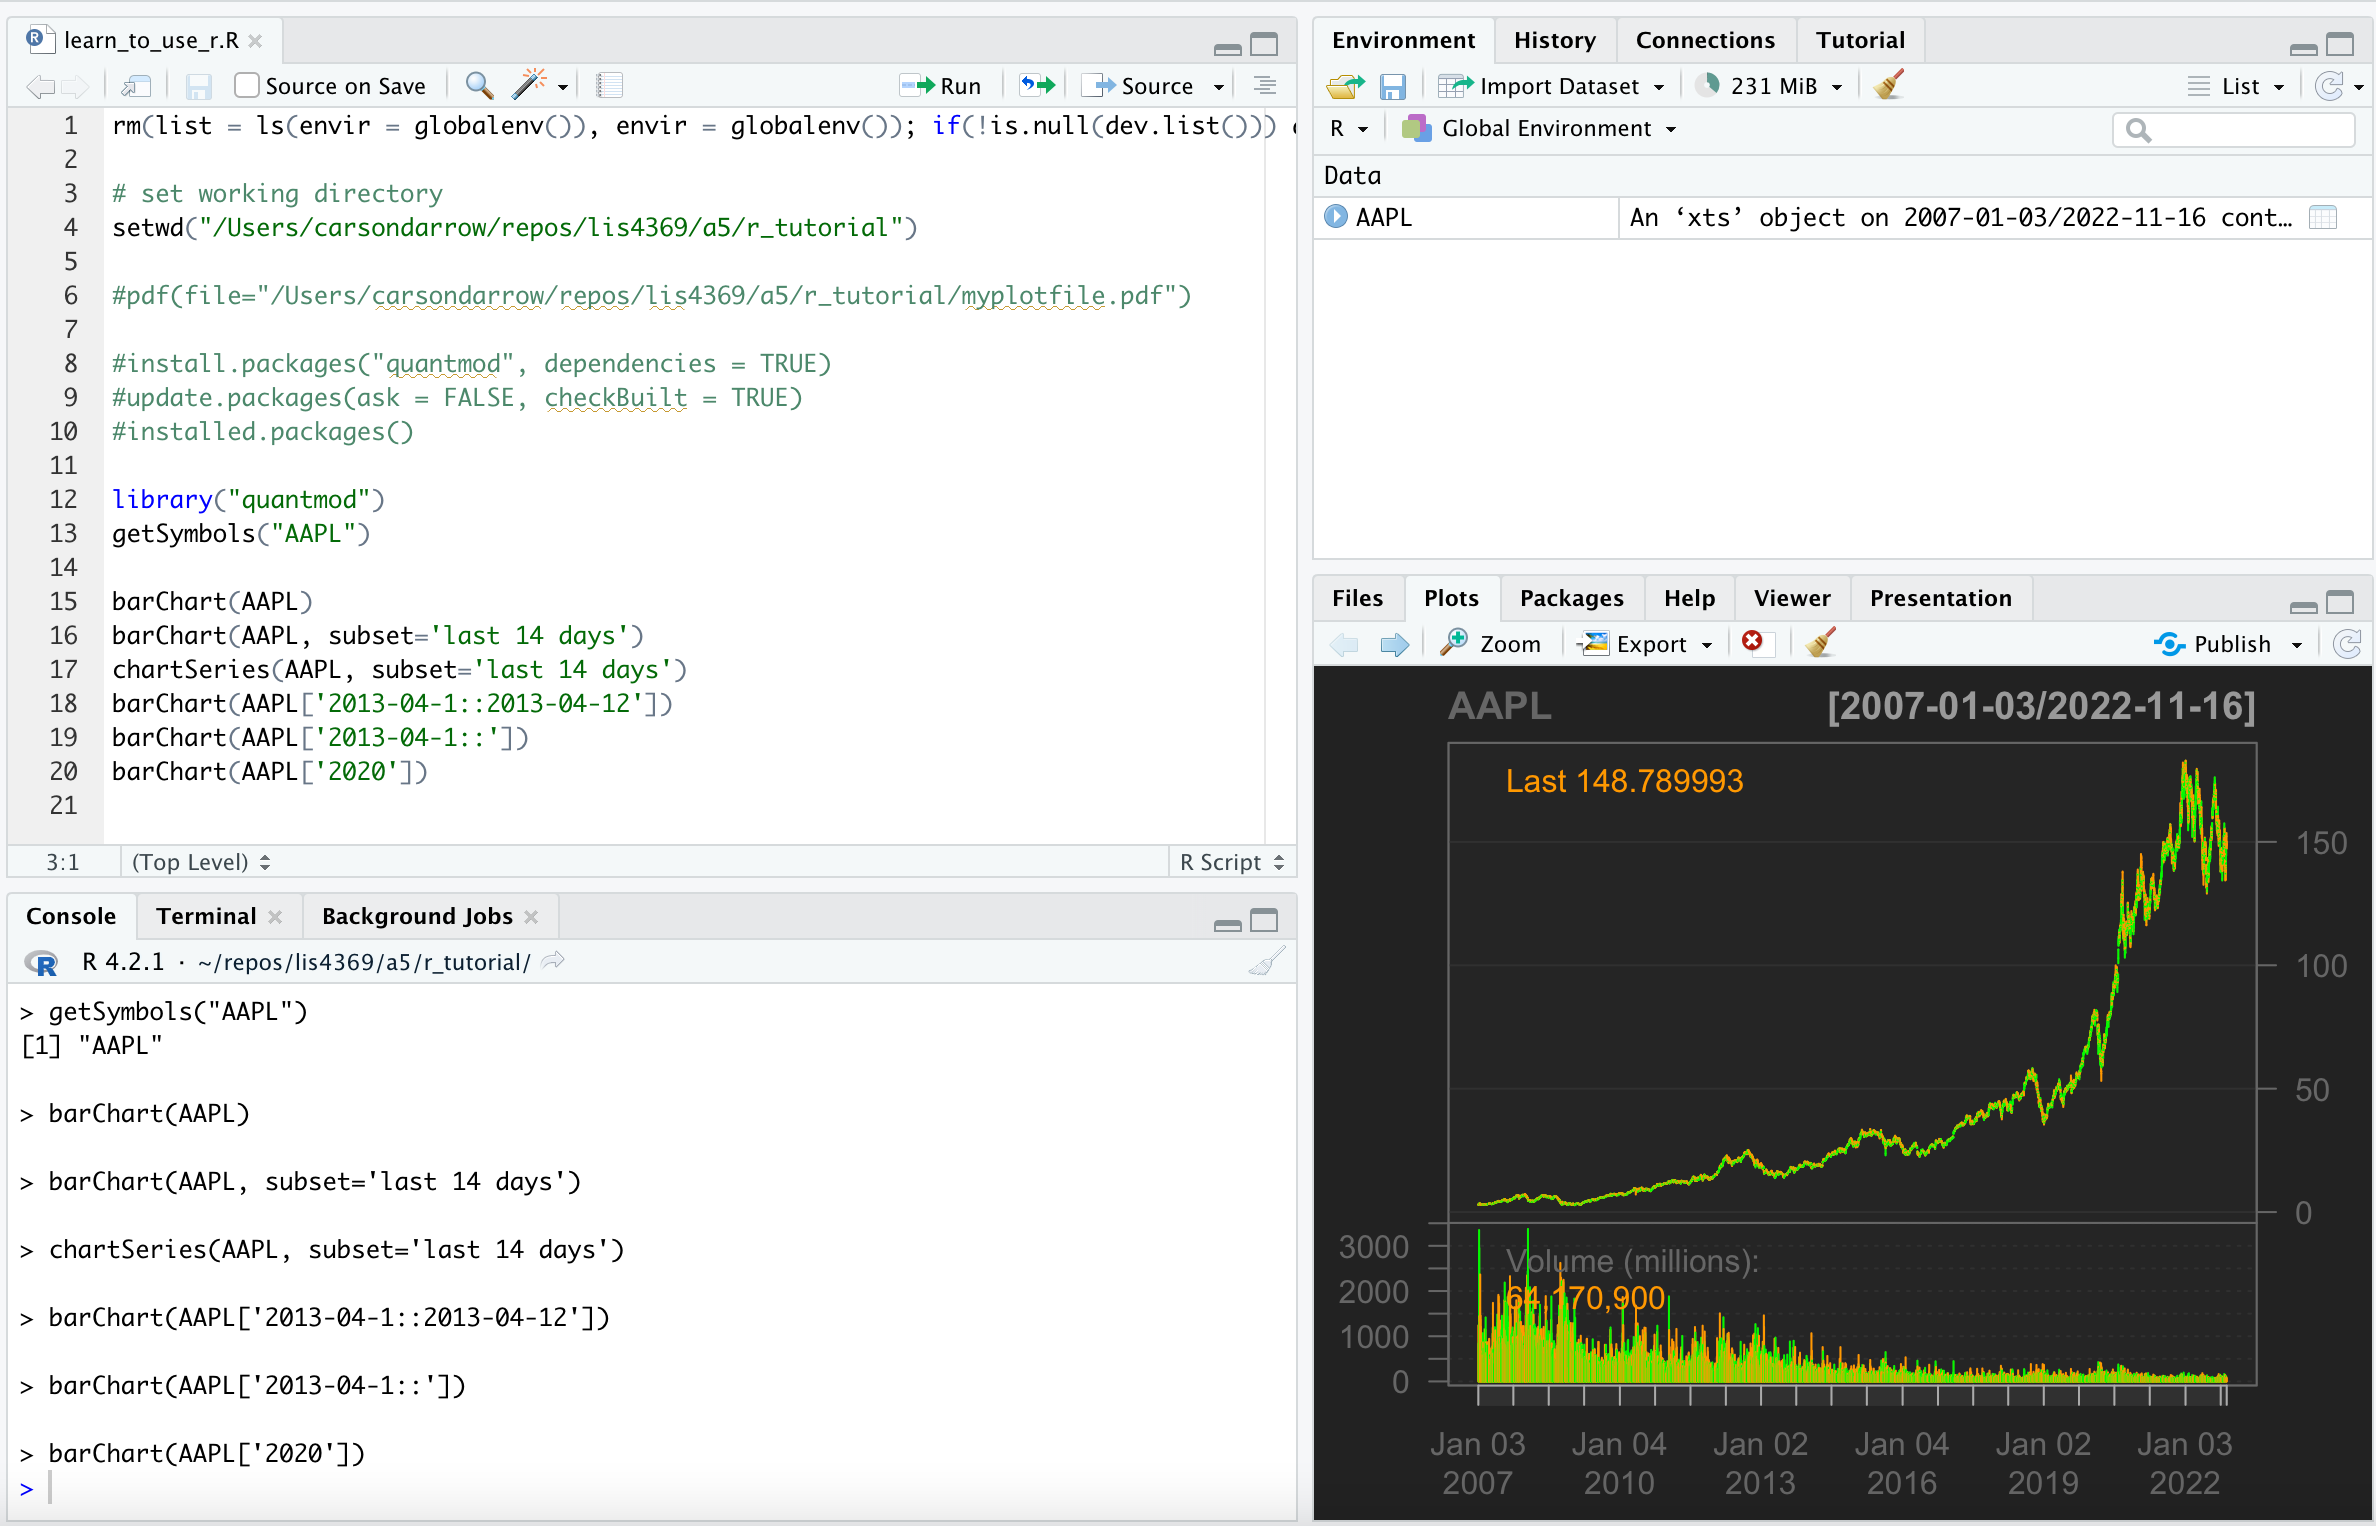 learn_to_use_r.R
Source on Save
Run
Source
1 rm(list = ls(envir = globalenv()), envir = globalenv()); if(!is.null(dev.list()))
2
3 # set working directory
4 setwd("/Users/carsondarrow/repos/lis4369/a5/r_tutorial")
5
6 #pdf(file="/Users/carsondarrow/repos/lis4369/a5/r_tutorial/myplotfile.pdf")
7
8 #install.packages("quantmod", dependencies = TRUE)
9 #update.packages(ask = FALSE, checkBuilt = TRUE)
10 #installed.packages()
11
12 library("quantmod")
13 getSymbols("AAPL")
14
15 barChart(AAPL)
16 barChart(AAPL, subset='last 14 days')
17 chartSeries(AAPL, subset='last 14 days')
18 barChart(AAPL['2013-04-1::2013-04-12'])
19 barChart(AAPL['2013-04-1::'])
20 barChart(AAPL['2020'])
21
3:1 (Top Level) R Script
Console Terminal Background Jobs
R 4.2.1 · ~/repos/lis4369/a5/r_tutorial/
> getSymbols("AAPL")
[1] "AAPL"
> barChart(AAPL)
> barChart(AAPL, subset='last 14 days')
> chartSeries(AAPL, subset='last 14 days')
> barChart(AAPL['2013-04-1::2013-04-12'])
> barChart(AAPL['2013-04-1::'])
> barChart(AAPL['2020'])
>
Environment History Connections Tutorial
Import Dataset 231 MiB List
R Global Environment
Data
AAPL An ‘xts’ object on 2007-01-03/2022-11-16 cont…
Files Plots Packages Help Viewer Presentation
Zoom Export Publish
AAPL [2007-01-03/2022-11-16]
Last 148.789993
150
100
50
0
Volume (millions):
64,170,900
3000
2000
1000
0
Jan 03 Jan 04 Jan 02 Jan 04 Jan 02 Jan 03
2007 2010 2013 2016 2019 2022